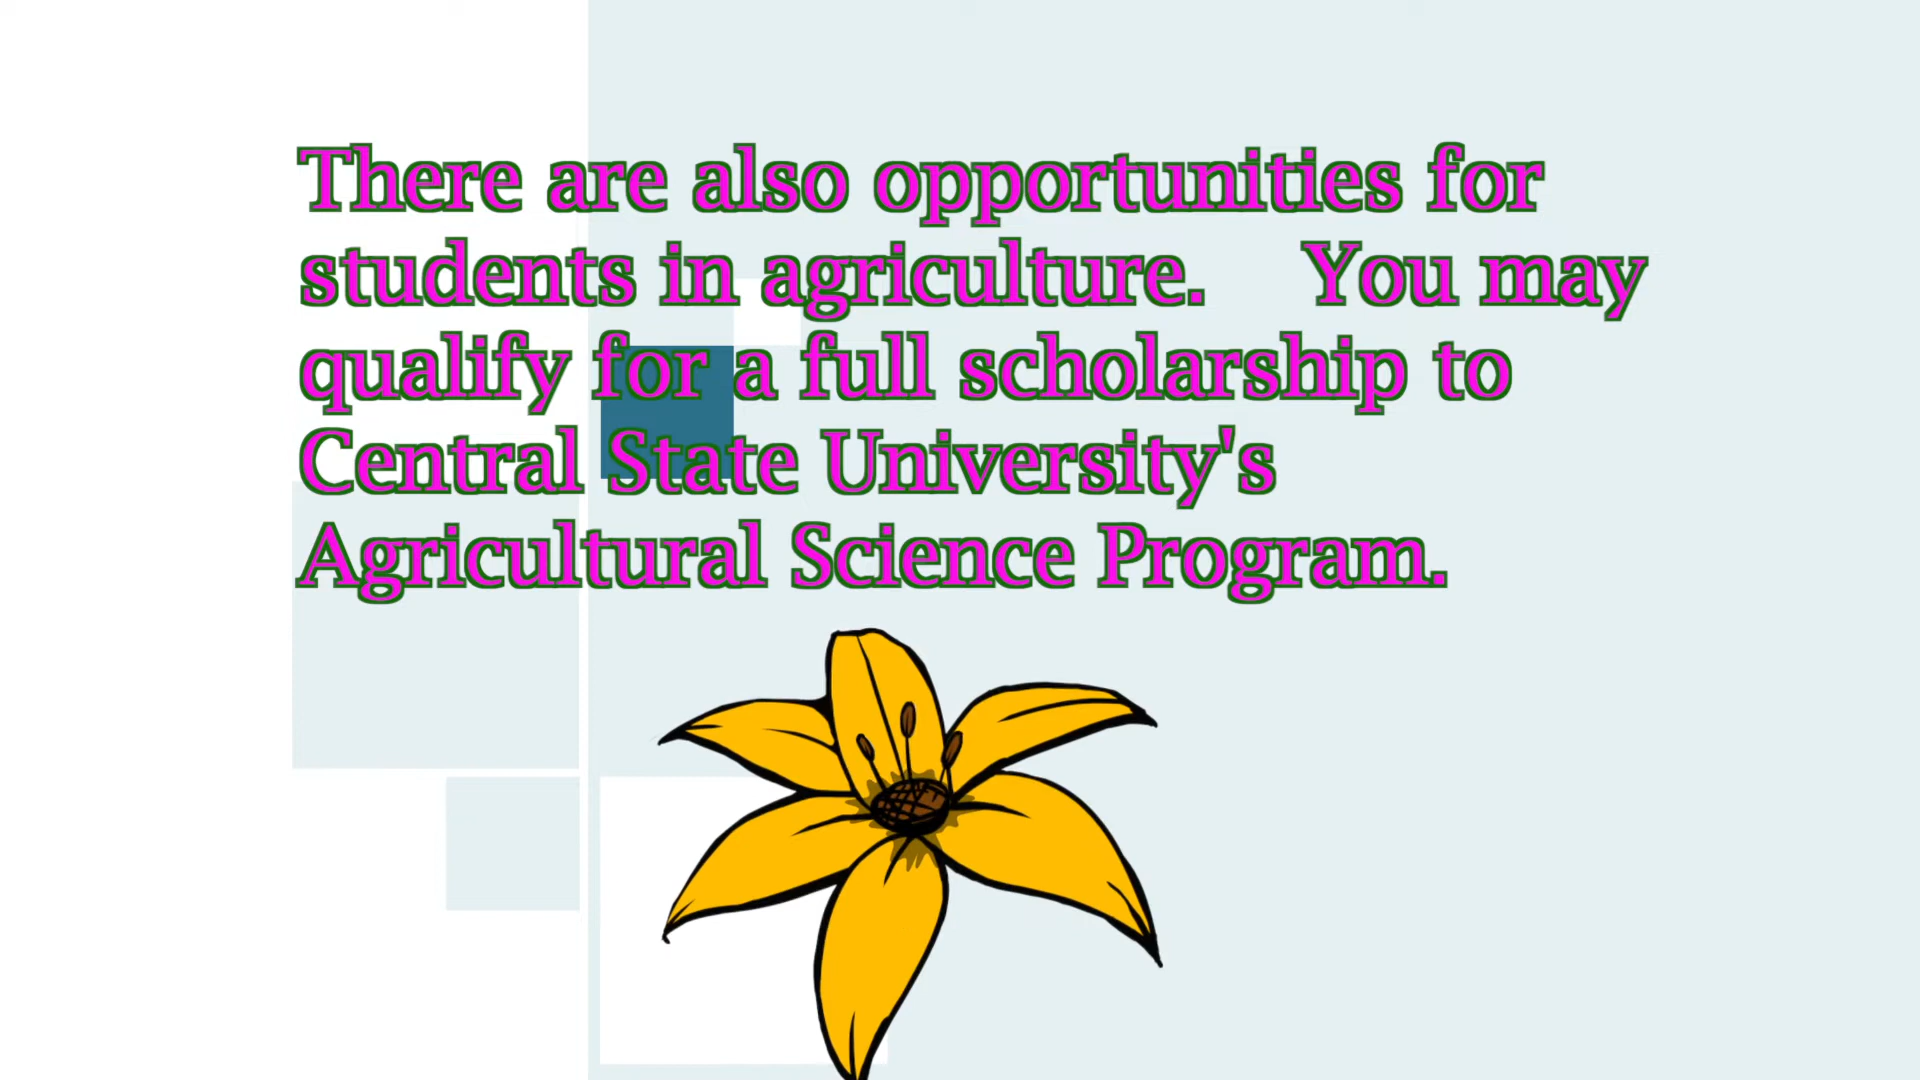 There are also opportunities for
students in agriculture.    You may
qualify for a full scholarship to
Central State University's
Agricultural Science Program.